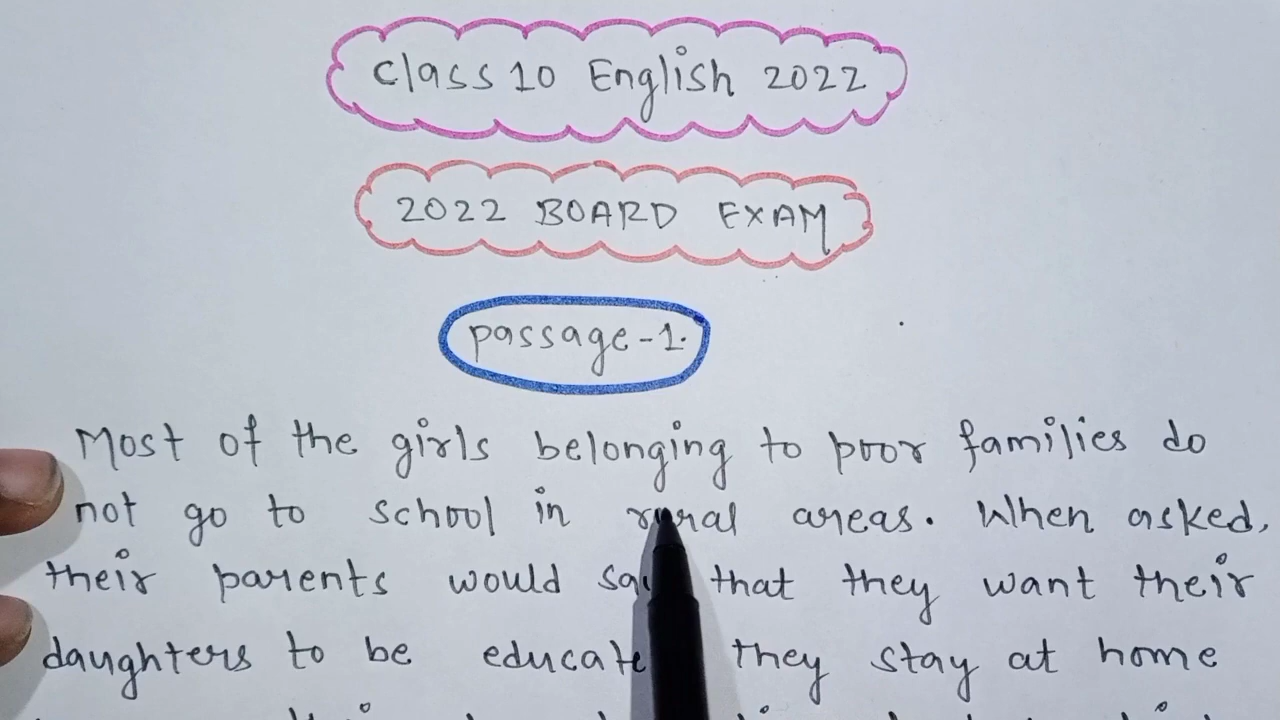 Class 10 English 2022
2022 BOARD EXAM
passage-1.
Most of the girls belonging to poor families do
not go to school in rural areas. When asked,
their parents would say that they want their
daughters to be educate they stay at home